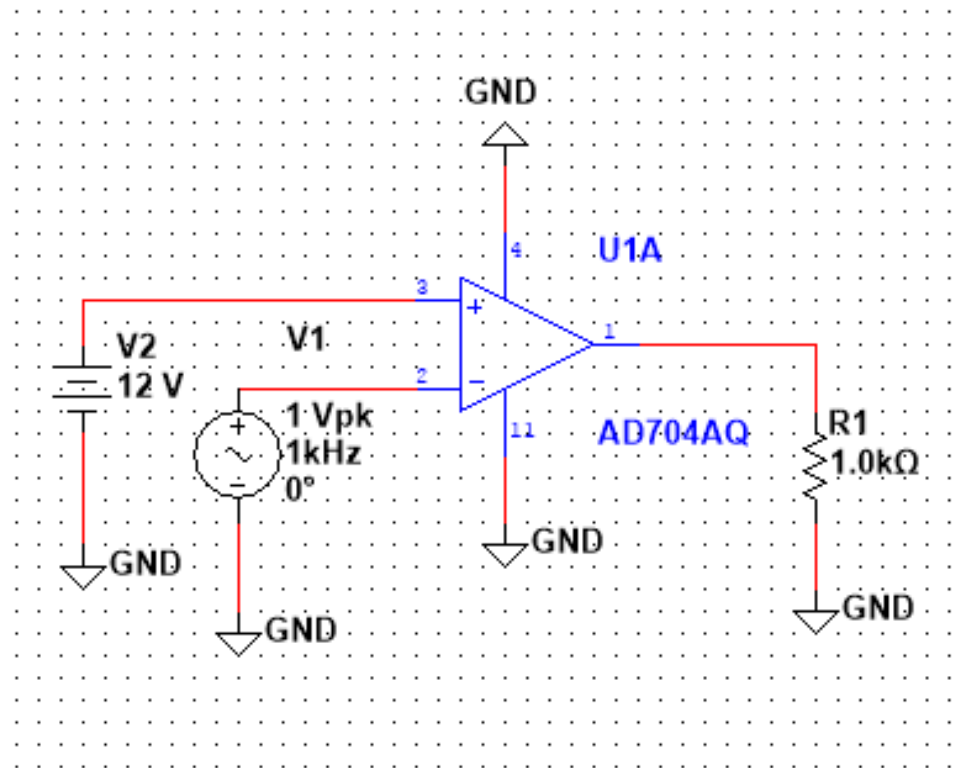 GND
4
U1A
3
+
V2
12 V
V1
2
−
1
1 Vpk
1kHz
0°
+
~
−
11
AD704AQ
R1
1.0kΩ
GND
GND
GND
GND